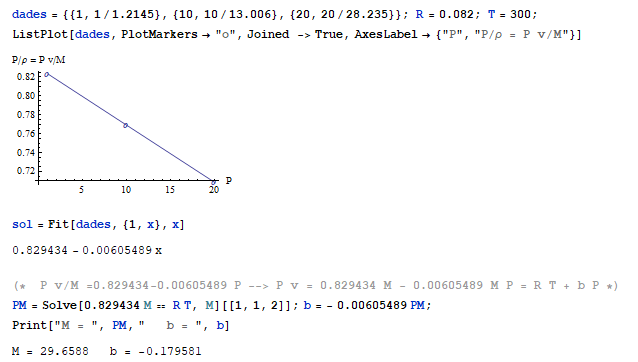 dades = {{1, 1/1.2145}, {10, 10/13.006}, {20, 20/28.235}}; R = 0.082; T = 300;
ListPlot[dades, PlotMarkers → "o", Joined -> True, AxesLabel → {"P", "P/ρ = P v/M"}]
P/ρ = P v/M
0.82
0.80
0.78
0.76
0.74
0.72
5 10 15 20 P
sol = Fit[dades, {1, x}, x]
0.829434 - 0.00605489 x
(* P v/M =0.829434-0.00605489 P --> P v = 0.829434 M - 0.00605489 M P = R T + b P *)
PM = Solve[0.829434 M == R T, M][[1, 1, 2]]; b = - 0.00605489 PM;
Print["M = ", PM, " b = ", b]
M = 29.6588 b = -0.179581